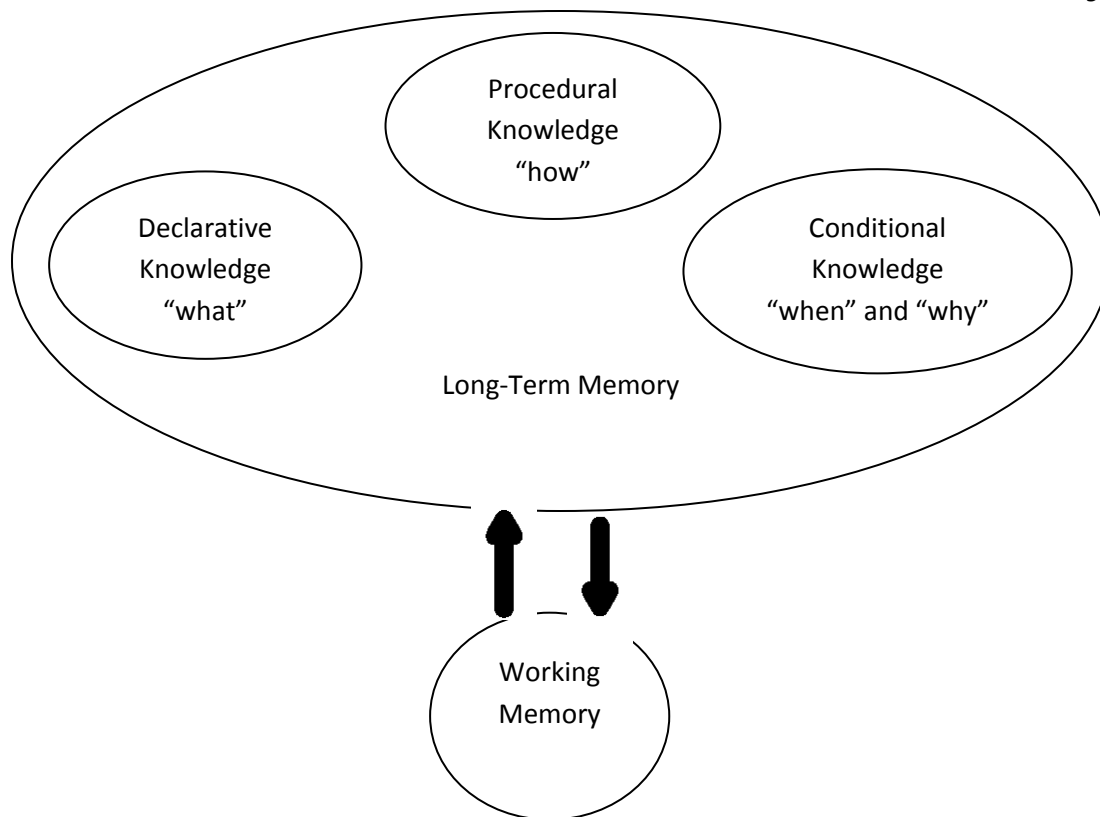 Procedural
Knowledge
“how”
Declarative
Knowledge
“what”
Conditional
Knowledge
“when” and “why”
Long-Term Memory
Working
Memory